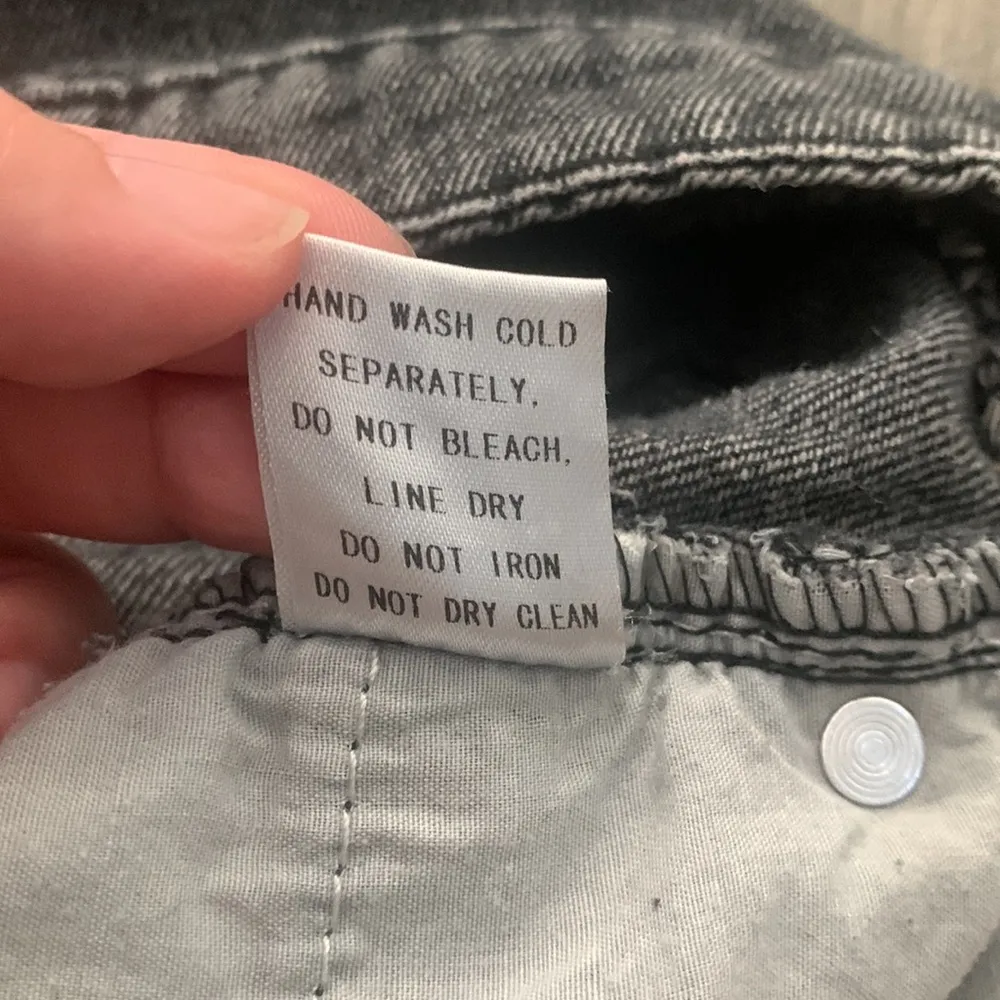 HAND WASH COLD
SEPARATELY,
DO NOT BLEACH,
LINE DRY
DO NOT IRON
DO NOT DRY CLEAN